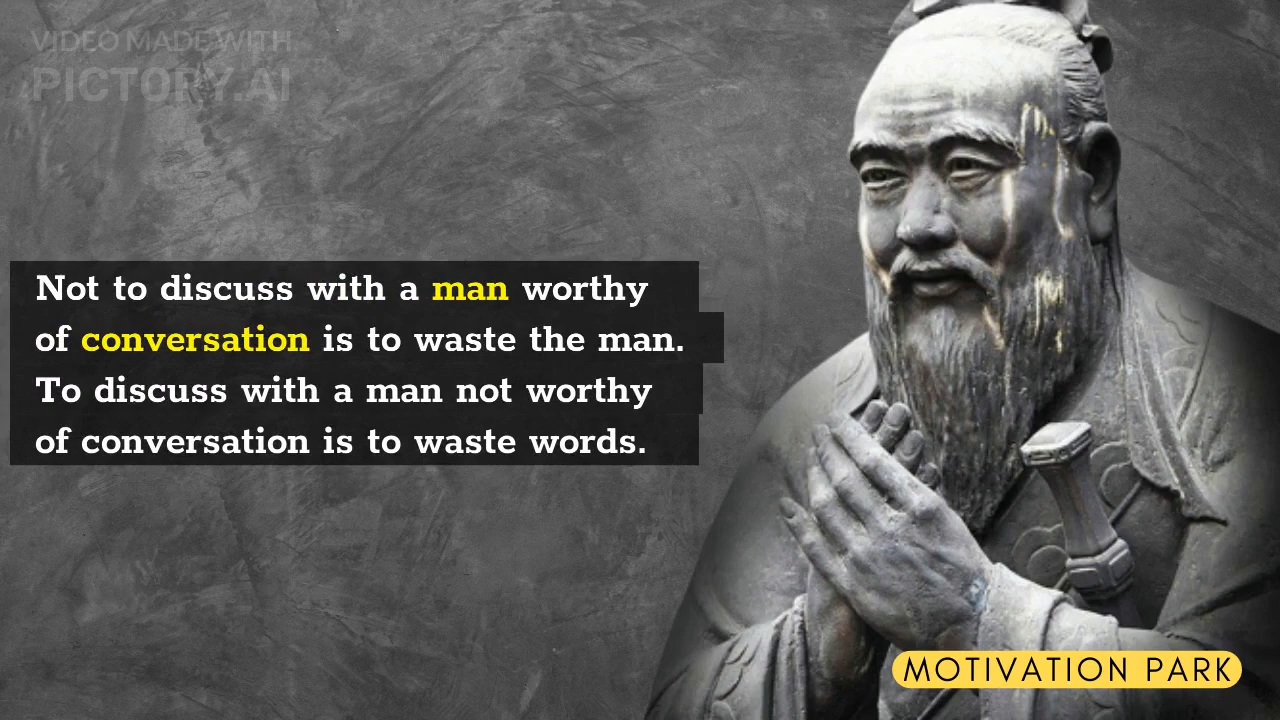 VIDEO MADE WITH
PICTORY.AI
Not to discuss with a man worthy
of conversation is to waste the man.
To discuss with a man not worthy
of conversation is to waste words.
MOTIVATION PARK